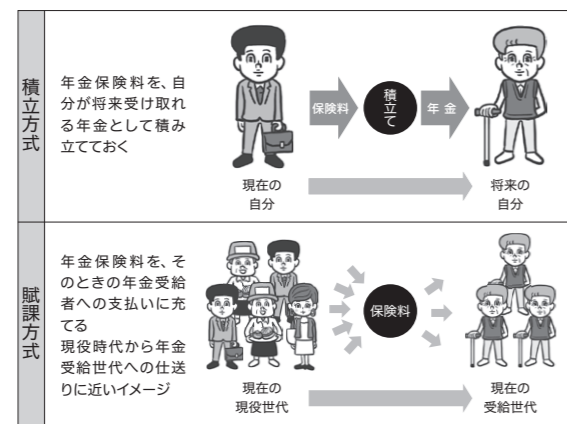 積立方式
年金保険料を、自
分が将来受け取れ
る年金として積み
立てておく
保険料
積立て
年金
現在の
自分
将来の
自分
賦課方式
年金保険料を、そ
のときの年金受給
者への支払いに充
てる
現役時代から年金
受給世代への仕送
りに近いイメージ
保険料
現在の
現役世代
現在の
受給世代